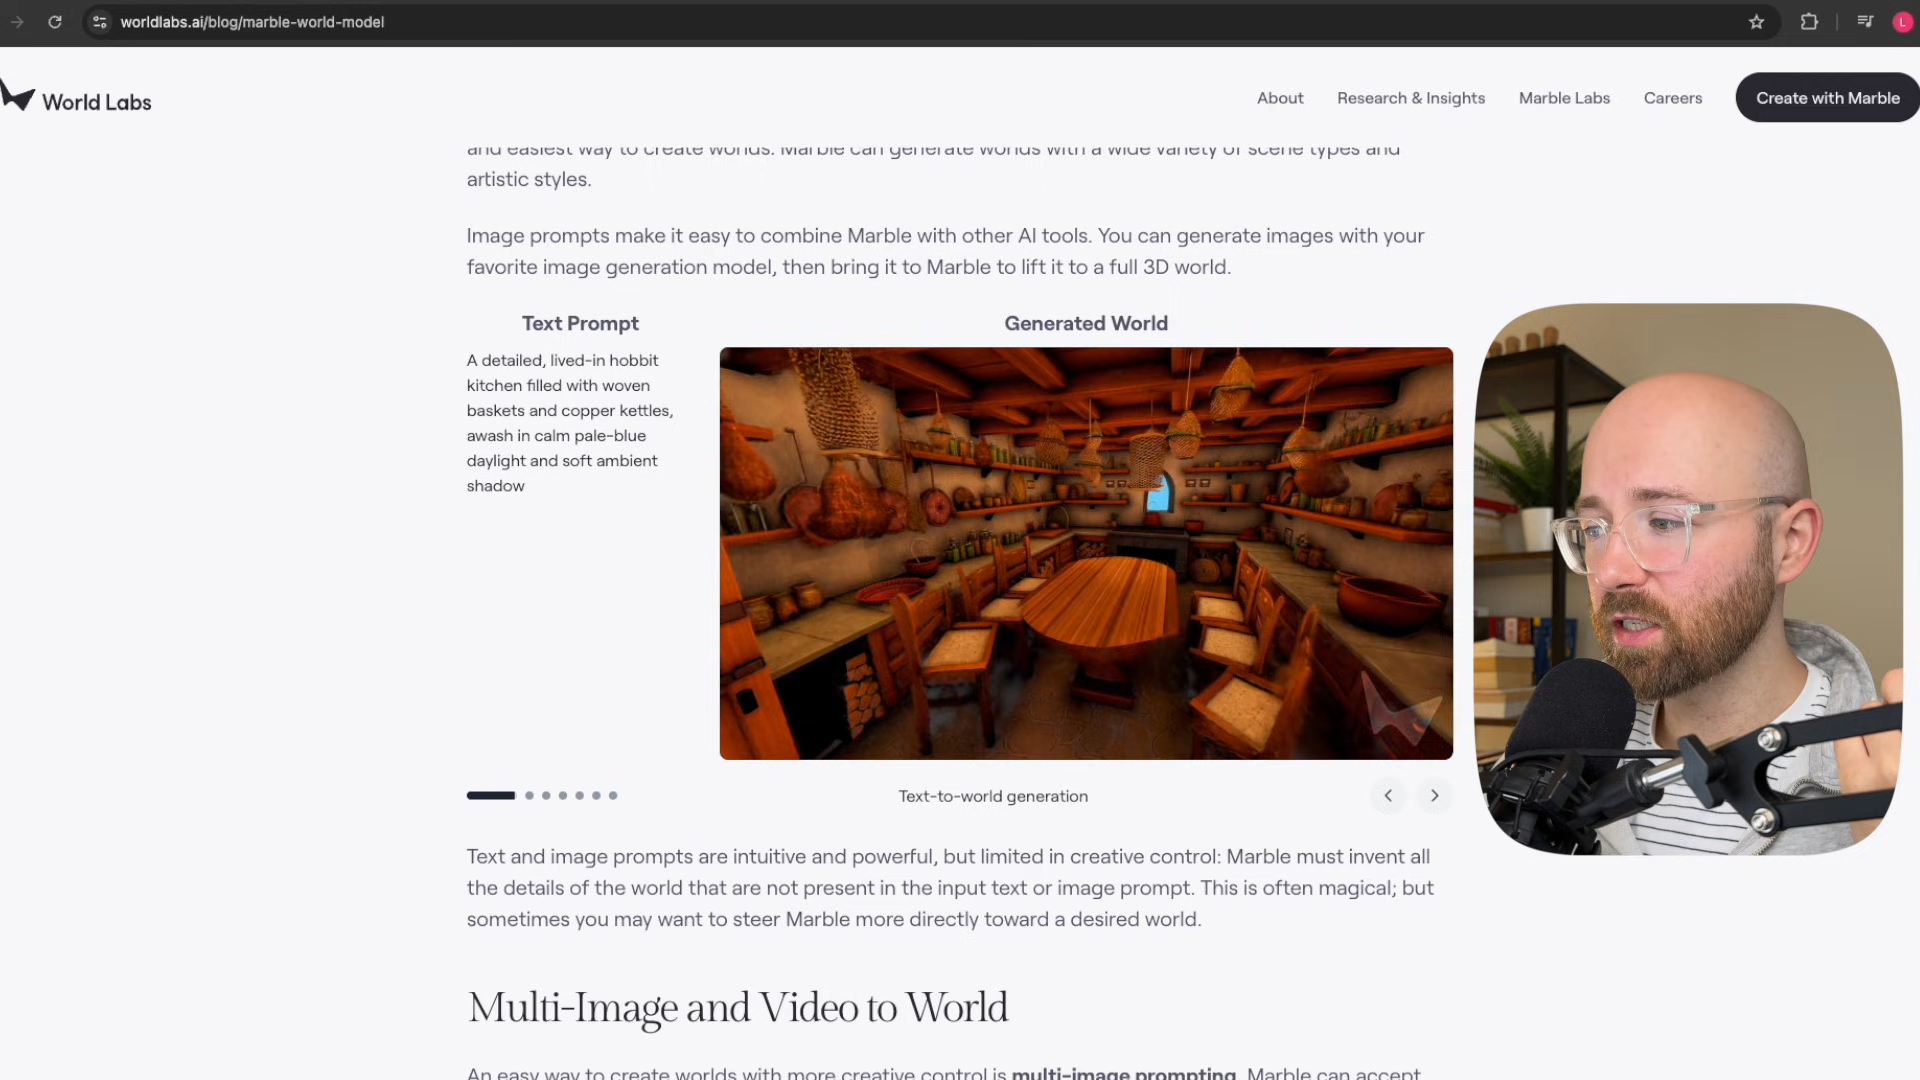 worldlabs.ai/blog/marble-world-model
L
World Labs
About
Research & Insights
Marble Labs
Careers
Create with Marble
and easiest way to create worlds. Marble can generate worlds with a wide variety of scene types and
artistic styles.
Image prompts make it easy to combine Marble with other AI tools. You can generate images with your
favorite image generation model, then bring it to Marble to lift it to a full 3D world.
Text Prompt
Generated World
A detailed, lived-in hobbit
kitchen filled with woven
baskets and copper kettles,
awash in calm pale-blue
daylight and soft ambient
shadow
Text-to-world generation
Text and image prompts are intuitive and powerful, but limited in creative control: Marble must invent all
the details of the world that are not present in the input text or image prompt. This is often magical; but
sometimes you may want to steer Marble more directly toward a desired world.
Multi-Image and Video to World
An easy way to create worlds with more creative control is multi-image prompting. Marble can accept